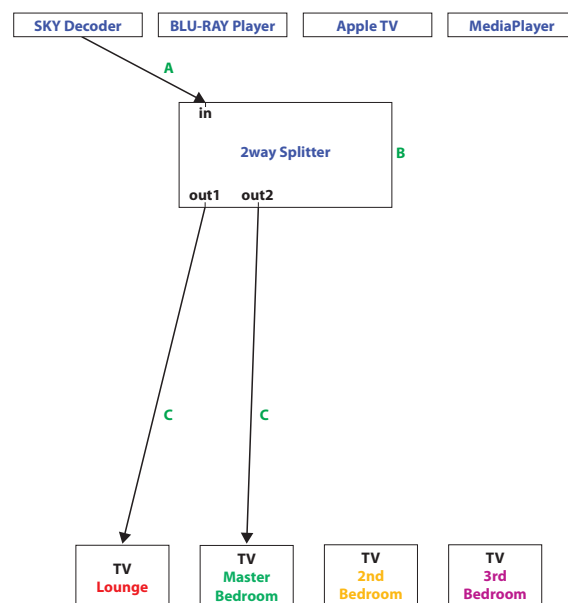 SKY Decoder
BLU-RAY Player
Apple TV
MediaPlayer
A
in
2way Splitter
B
out1 out2
C
C
TV
Lounge
TV
Master
Bedroom
TV
2nd
Bedroom
TV
3rd
Bedroom